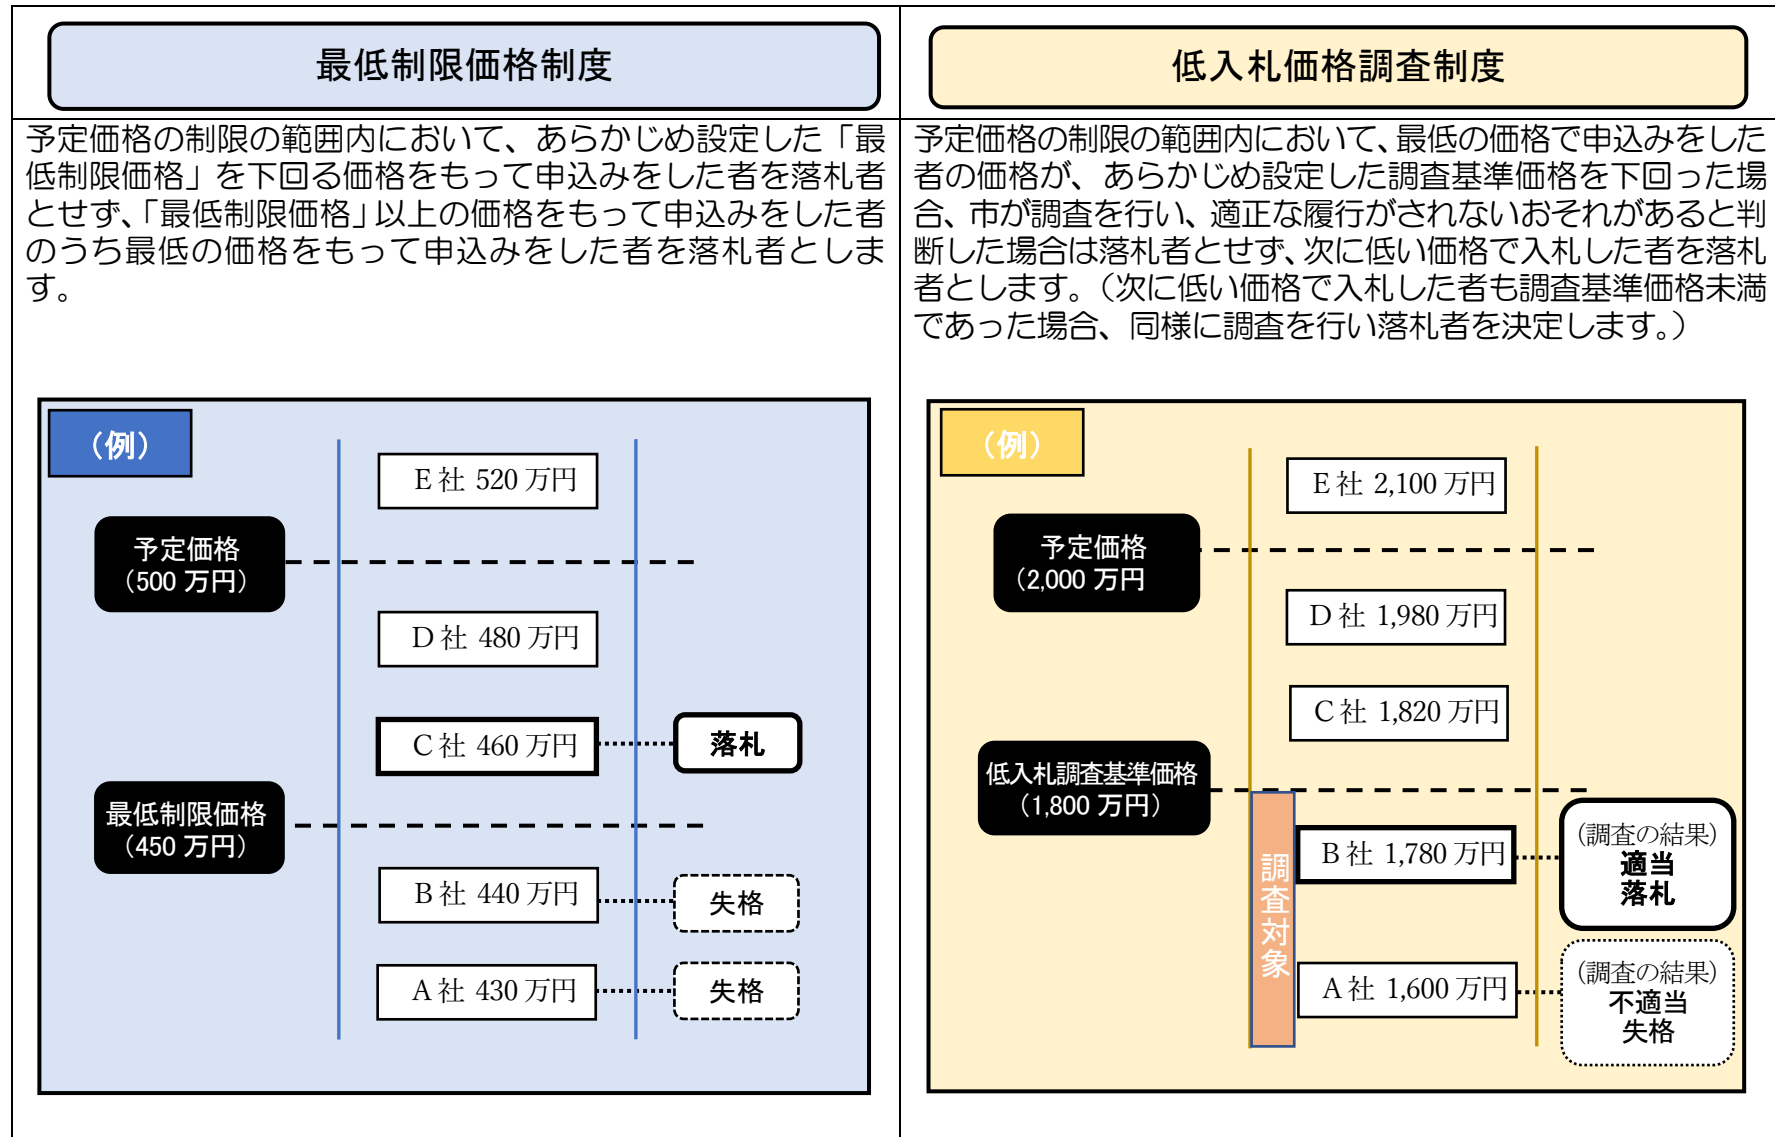 最低制限価格制度
予定価格の制限の範囲内において、あらかじめ設定した「最
低制限価格」を下回る価格をもって申込みをした者を落札者
とせず、「最低制限価格」以上の価格をもって申込みをした者
のうち最低の価格をもって申込みをした者を落札者としま
す。
（例）
E社 520万円
予定価格
（500万円）
D社 480万円
C社 460万円
落札
最低制限価格
（450万円）
B社 440万円
失格
A社 430万円
失格
低入札価格調査制度
予定価格の制限の範囲内において、最低の価格で申込みをした
者の価格が、あらかじめ設定した調査基準価格を下回った場
合、市が調査を行い、適正な履行がされないおそれがあると判
断した場合は落札者とせず、次に低い価格で入札した者を落札
者とします。（次に低い価格で入札した者も調査基準価格未満
であった場合、同様に調査を行い落札者を決定します。）
（例）
E社 2,100万円
予定価格
（2,000万円
D社 1,980万円
C社 1,820万円
低入札調査基準価格
（1,800万円）
調査対象
B社 1,780万円
（調査の結果）
適当
落札
A社 1,600万円
（調査の結果）
不適当
失格